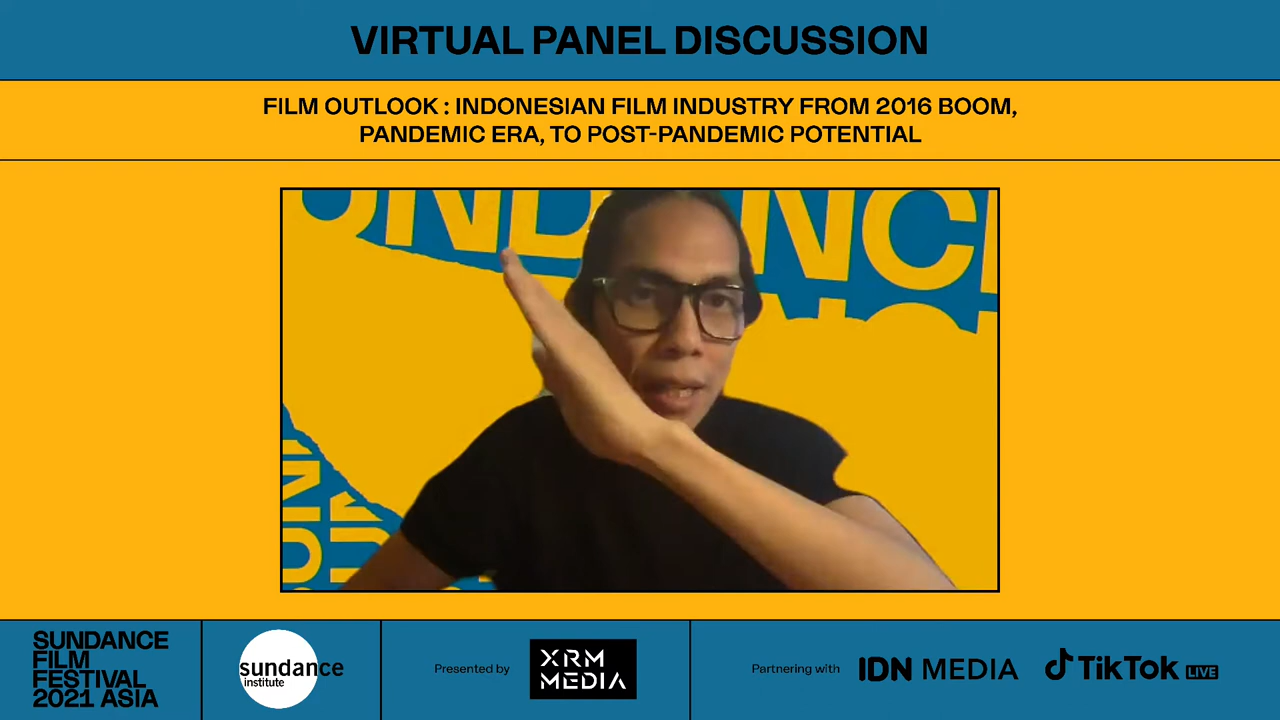 VIRTUAL PANEL DISCUSSION
FILM OUTLOOK : INDONESIAN FILM INDUSTRY FROM 2016 BOOM,
PANDEMIC ERA, TO POST-PANDEMIC POTENTIAL
SUNDANCE
FILM
FESTIVAL
2021 ASIA
sundance
institute
Presented by
XRM
MEDIA
Partnering with
IDN MEDIA
TikTok LIVE